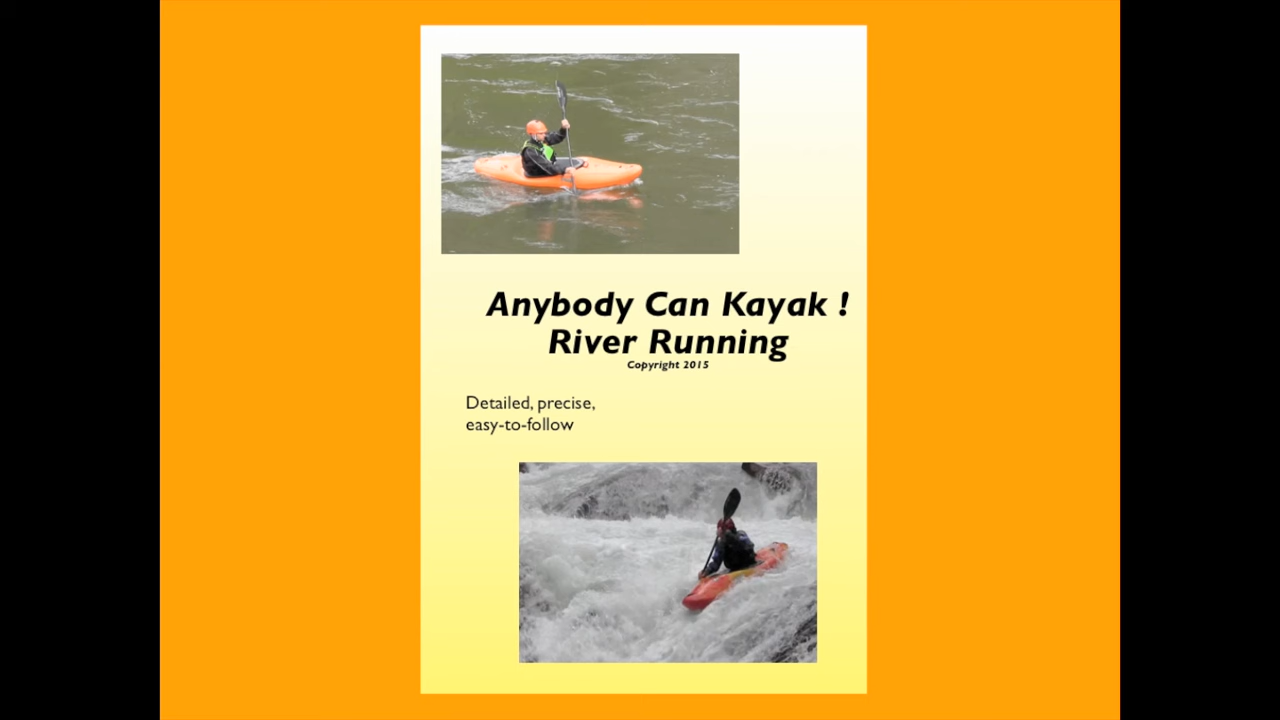 Anybody Can Kayak !
River Running
Copyright 2015
Detailed, precise,
easy-to-follow